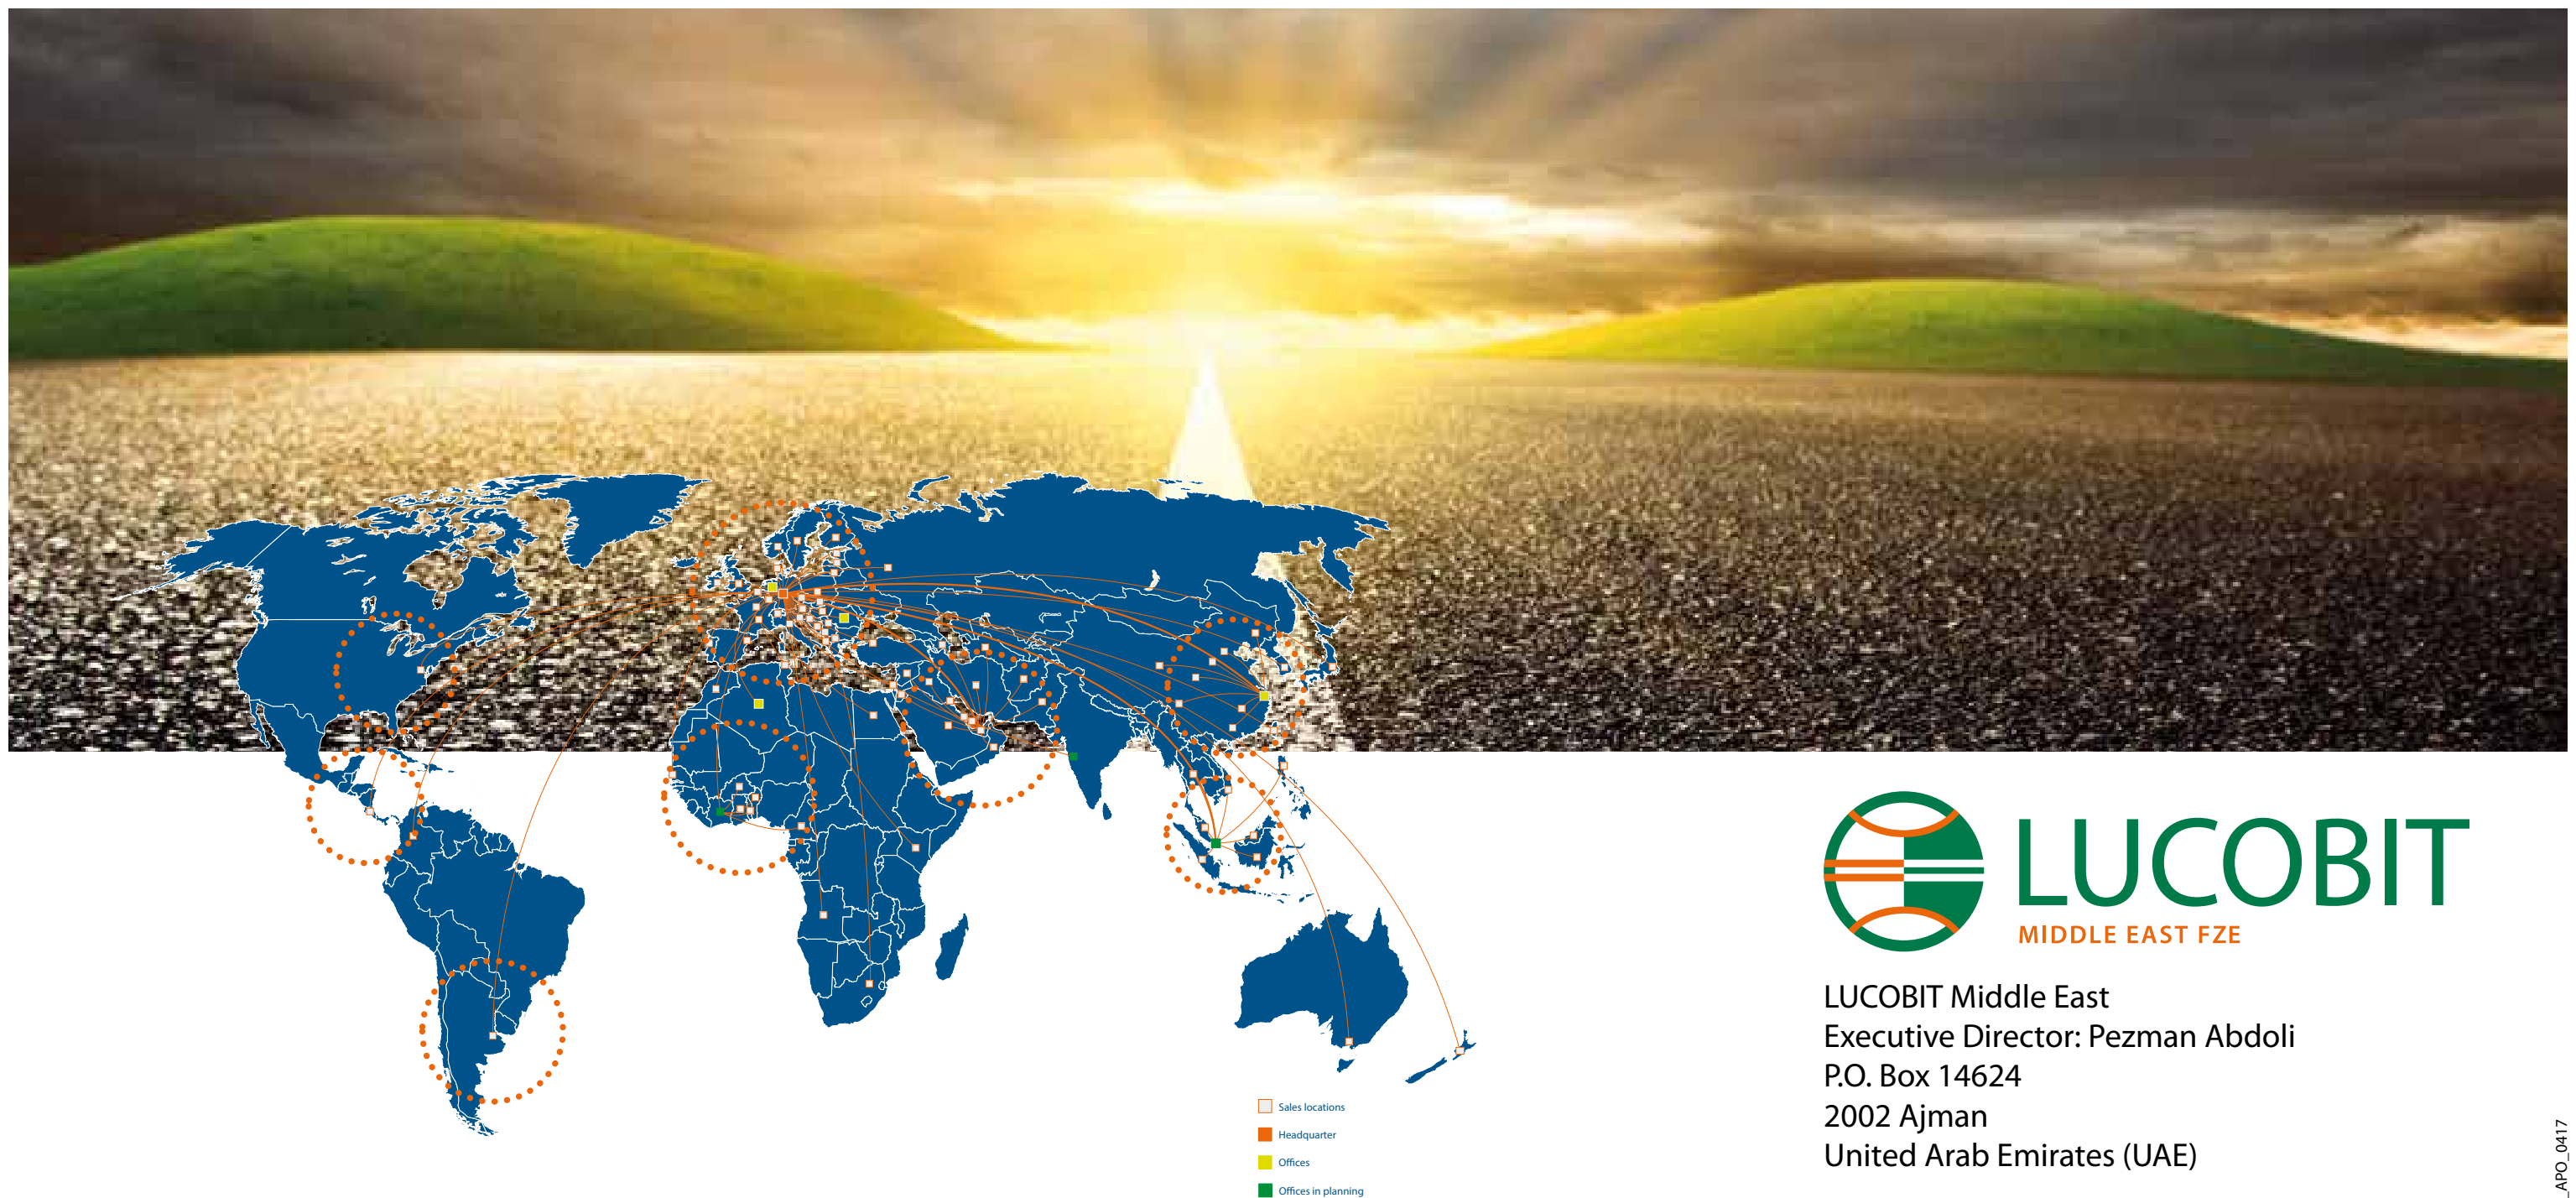 LUCOBIT
MIDDLE EAST FZE
LUCOBIT Middle East
Executive Director: Pezman Abdoli
P.O. Box 14624
2002 Ajman
United Arab Emirates (UAE)
Sales locations
Headquarter
Offices
Offices in planning
_APO_0417